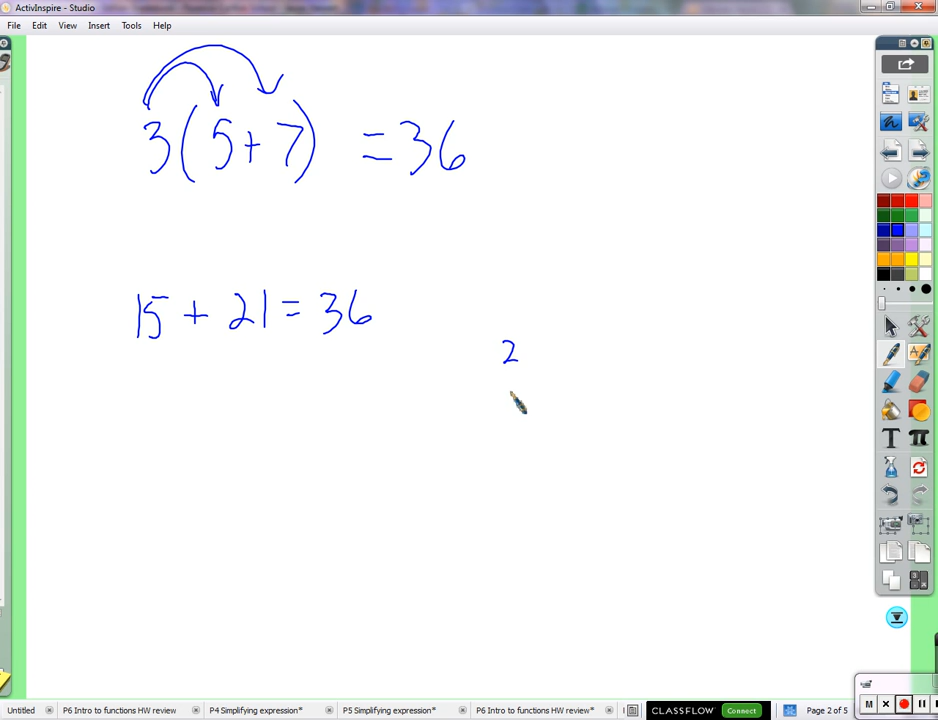 ActivInspire - Studio
File Edit View Insert Tools Help
3(5+7) =36
15 + 21 = 36
2
Untitled P6 Intro to functions HW review P4 Simplifying expression* P5 Simplifying expression* P6 Intro to functions HW review* CLASSFLOW Connect Page 2 of 5
M